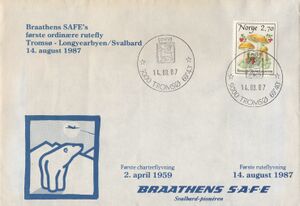 Braathens SAFE's
første ordinære rutefly
Tromsø - Longyearbyen/Svalbard
14. august 1987
Norge 2,70
14.08.87
9000 TROMSØ
14.08.87
9000 TROMSØ
Første charterflyvning
2. april 1959
Første ruteflyvning
14. august 1987
BRAATHENS SAFE
Svalbard-pionéren